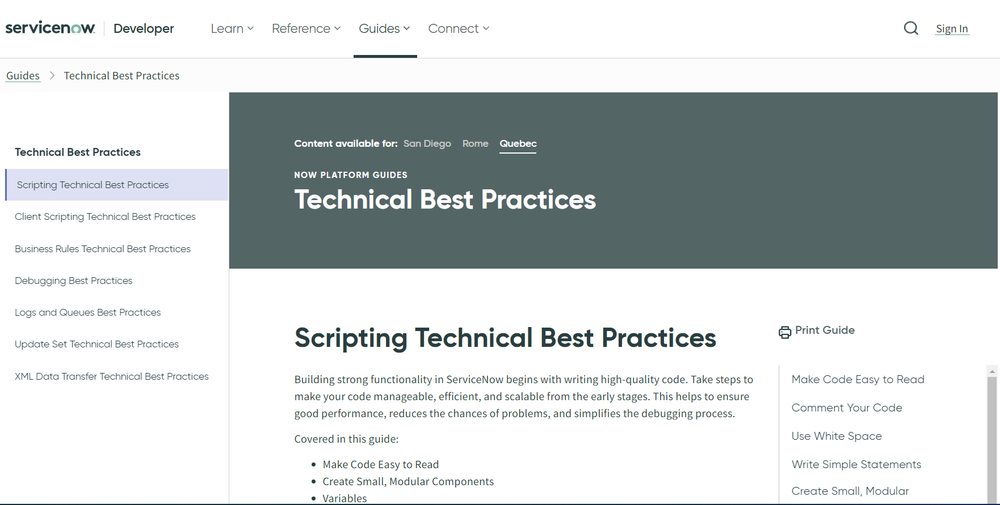 servicenow Developer Learn Reference Guides Connect Sign In
Guides > Technical Best Practices
Technical Best Practices
Scripting Technical Best Practices
Client Scripting Technical Best Practices
Business Rules Technical Best Practices
Debugging Best Practices
Logs and Queues Best Practices
Update Set Technical Best Practices
XML Data Transfer Technical Best Practices
Content available for: San Diego Rome Quebec
NOW PLATFORM GUIDES
Technical Best Practices
Scripting Technical Best Practices
Building strong functionality in ServiceNow begins with writing high-quality code. Take steps to
make your code manageable, efficient, and scalable from the early stages. This helps to ensure
good performance, reduces the chances of problems, and simplifies the debugging process.
Covered in this guide:
• Make Code Easy to Read
• Create Small, Modular Components
• Variables
Print Guide
Make Code Easy to Read
Comment Your Code
Use White Space
Write Simple Statements
Create Small, Modular